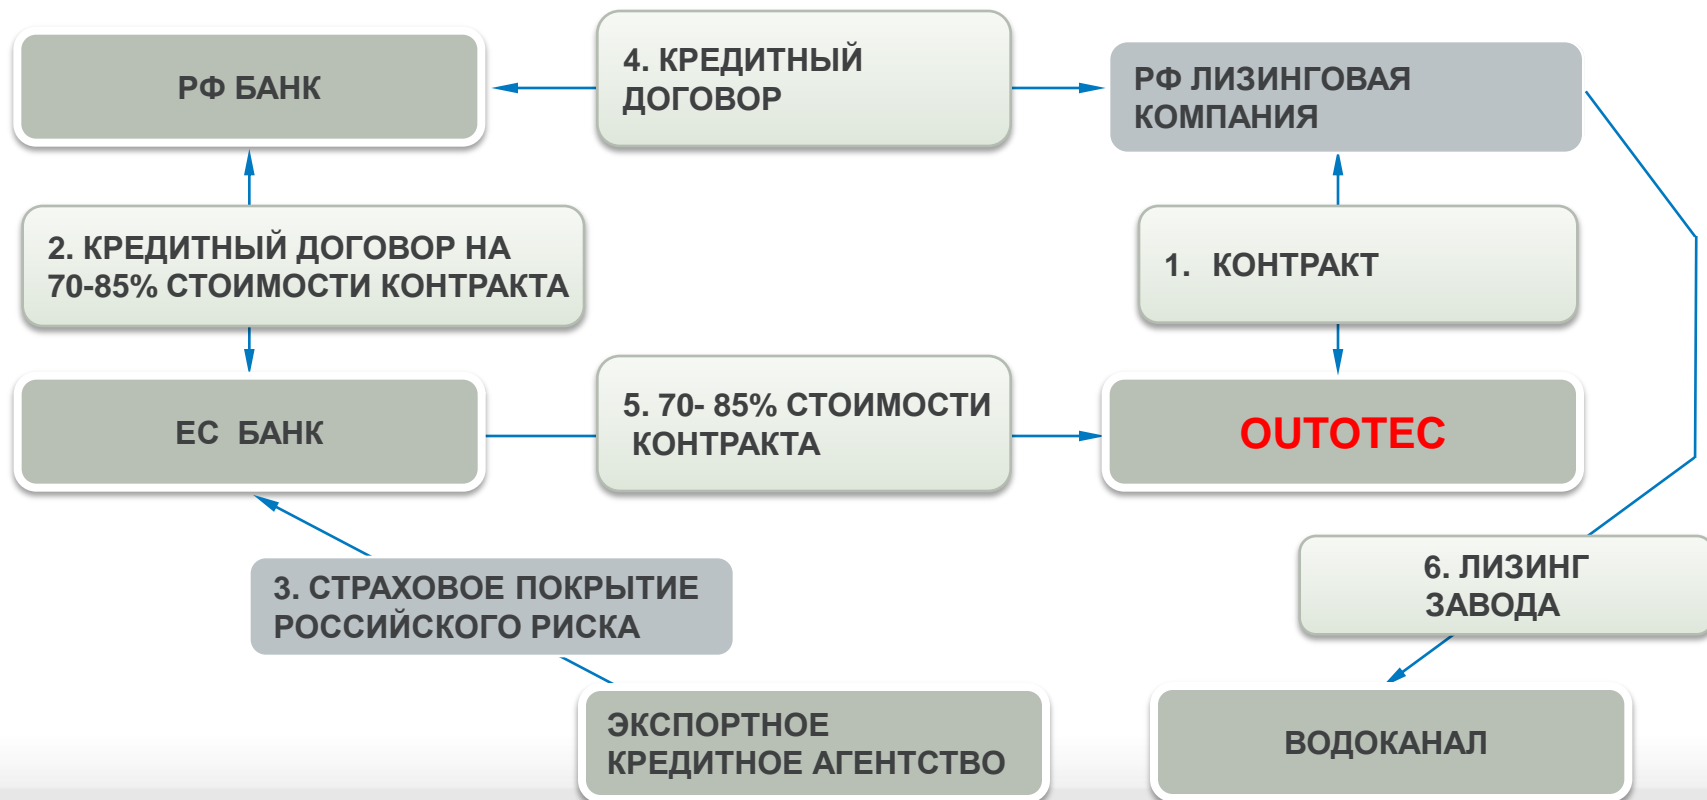 РФ БАНК
4. КРЕДИТНЫЙ
ДОГОВОР
РФ ЛИЗИНГОВАЯ
КОМПАНИЯ
2. КРЕДИТНЫЙ ДОГОВОР НА
70-85% СТОИМОСТИ КОНТРАКТА
1. КОНТРАКТ
ЕС БАНК
5. 70- 85% СТОИМОСТИ
КОНТРАКТА
OUTOTEC
3. СТРАХОВОЕ ПОКРЫТИЕ
РОССИЙСКОГО РИСКА
6. ЛИЗИНГ
ЗАВОДА
ЭКСПОРТНОЕ
КРЕДИТНОЕ АГЕНТСТВО
ВОДОКАНАЛ